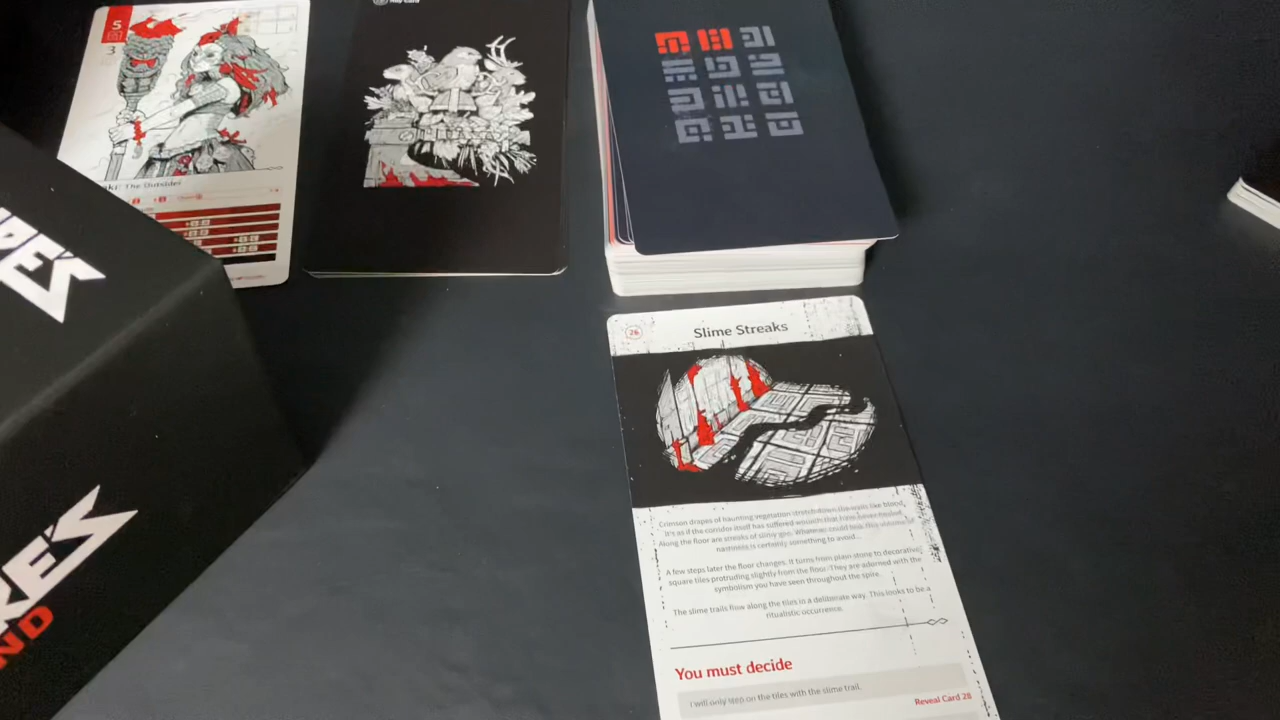 5
3
aki: The Outsider
26
Slime Streaks
Crimson drapes of haunting vegetation stretch down the walls like blood.
It's as if the corridor itself has suffered wounds that have never healed.
Along the floor are streaks of slimy goo. Whatever could leak this volume of
nastiness is certainly something to avoid...
A few steps later the floor changes. It turns from plain stone to decorative
square tiles protruding slightly from the floor. They are adorned with the
symbolism you have seen throughout the spire.
The slime trails flow along the tiles in a deliberate way. This looks to be a
ritualistic occurrence.
You must decide
I will only step on the tiles with the slime trail.
Reveal Card 28